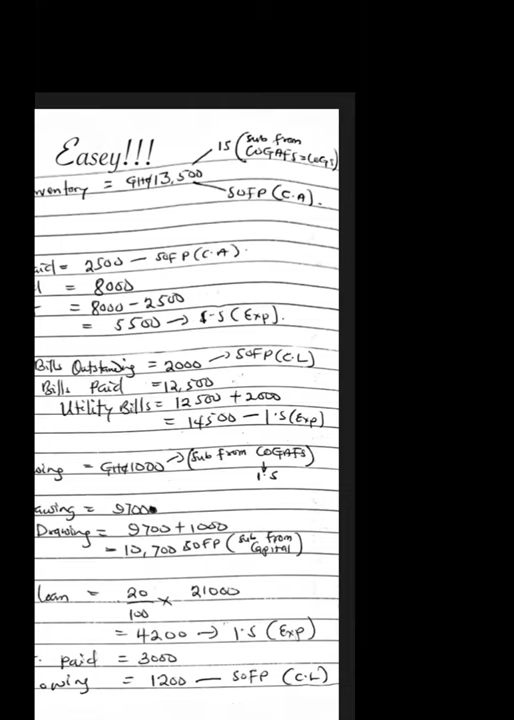 Easey!!! IS (Sub from COGAFS = COGS)
nventory = GH¢13,500
SOFP (C.A).
aid = 2500 — SOFP (C.A).
= 8000
= 8000 - 2500
= 5500 → I.S (Exp).
Bills Outstanding = 2000 → SOFP (C.L)
Bills Paid = 12,500
Utility Bills = 12500 + 2000
= 14500 — I.S (Exp)
wing = GH¢1000 → (Sub from COGAFS)
I.S
awing = 9700
Drawing = 9700 + 1000
= 10,700 SOFP (Sub from Capital)
loan = 20/100 × 21000
= 4200 → I.S (Exp)
. paid = 3000
owing = 1200 — SOFP (C.L)